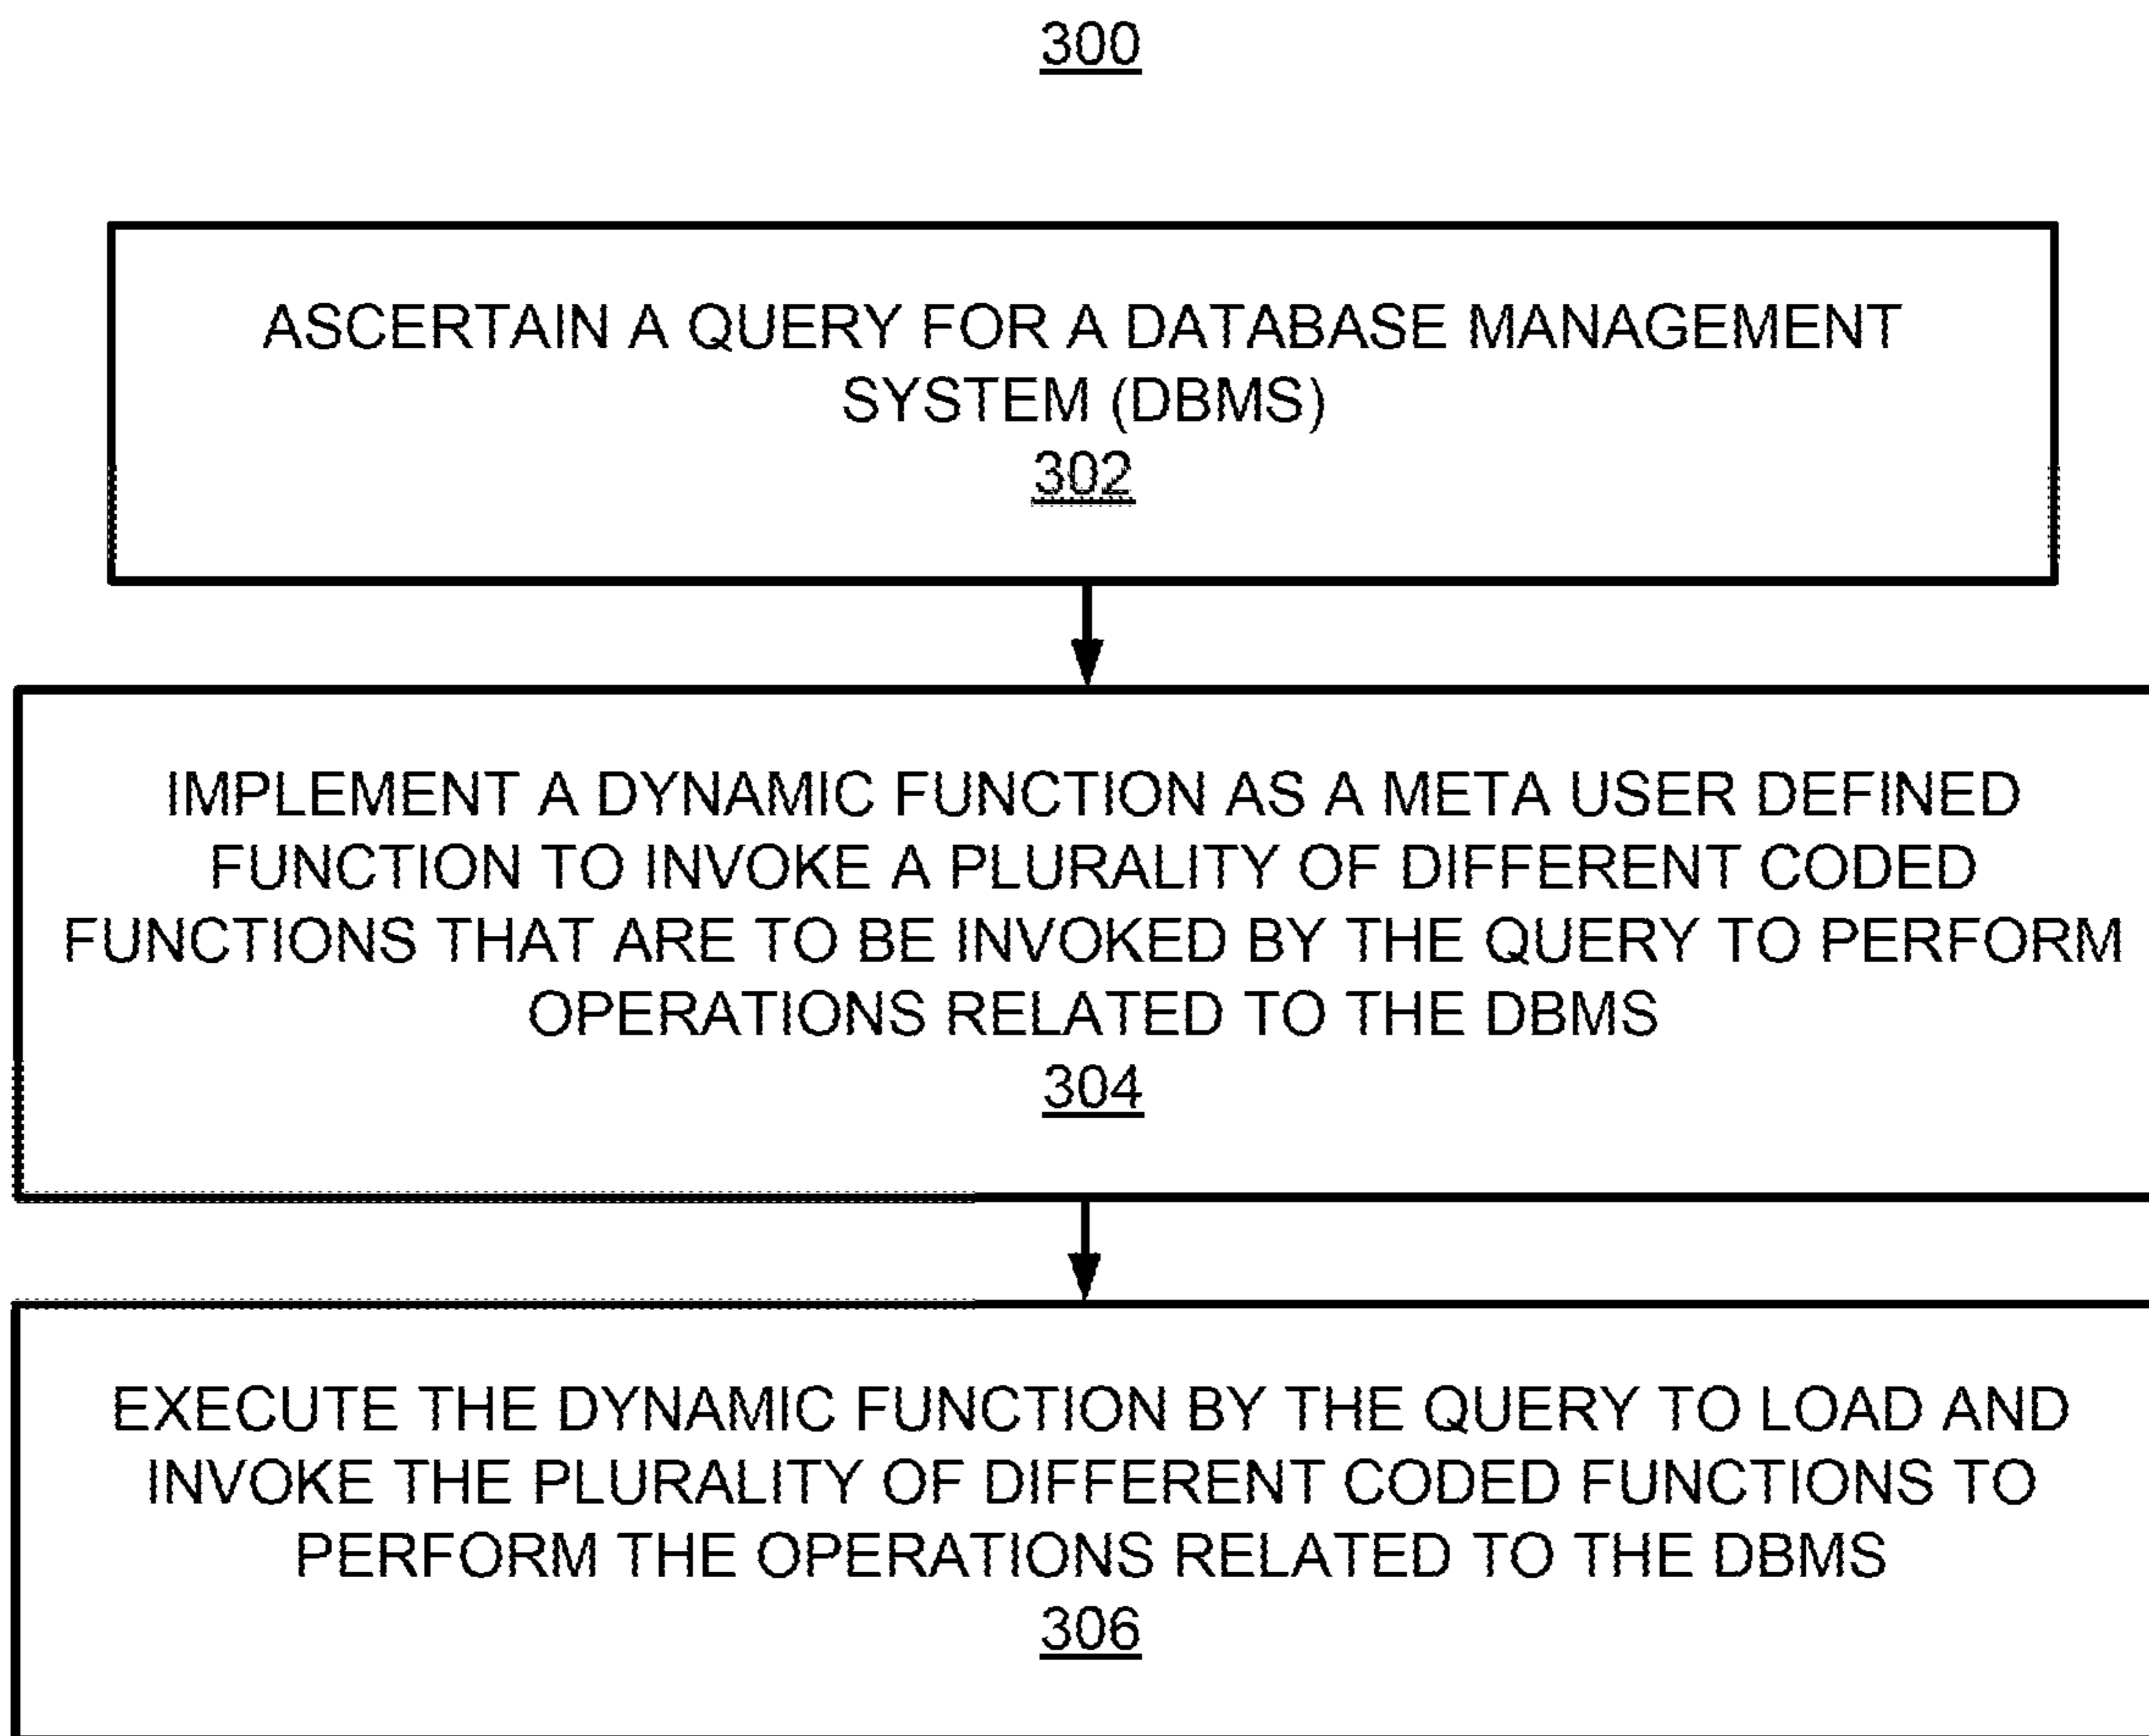 300
ASCERTAIN A QUERY FOR A DATABASE MANAGEMENT
SYSTEM (DBMS)
302
IMPLEMENT A DYNAMIC FUNCTION AS A META USER DEFINED
FUNCTION TO INVOKE A PLURALITY OF DIFFERENT CODED
FUNCTIONS THAT ARE TO BE INVOKED BY THE QUERY TO PERFORM
OPERATIONS RELATED TO THE DBMS
304
EXECUTE THE DYNAMIC FUNCTION BY THE QUERY TO LOAD AND
INVOKE THE PLURALITY OF DIFFERENT CODED FUNCTIONS TO
PERFORM THE OPERATIONS RELATED TO THE DBMS
306